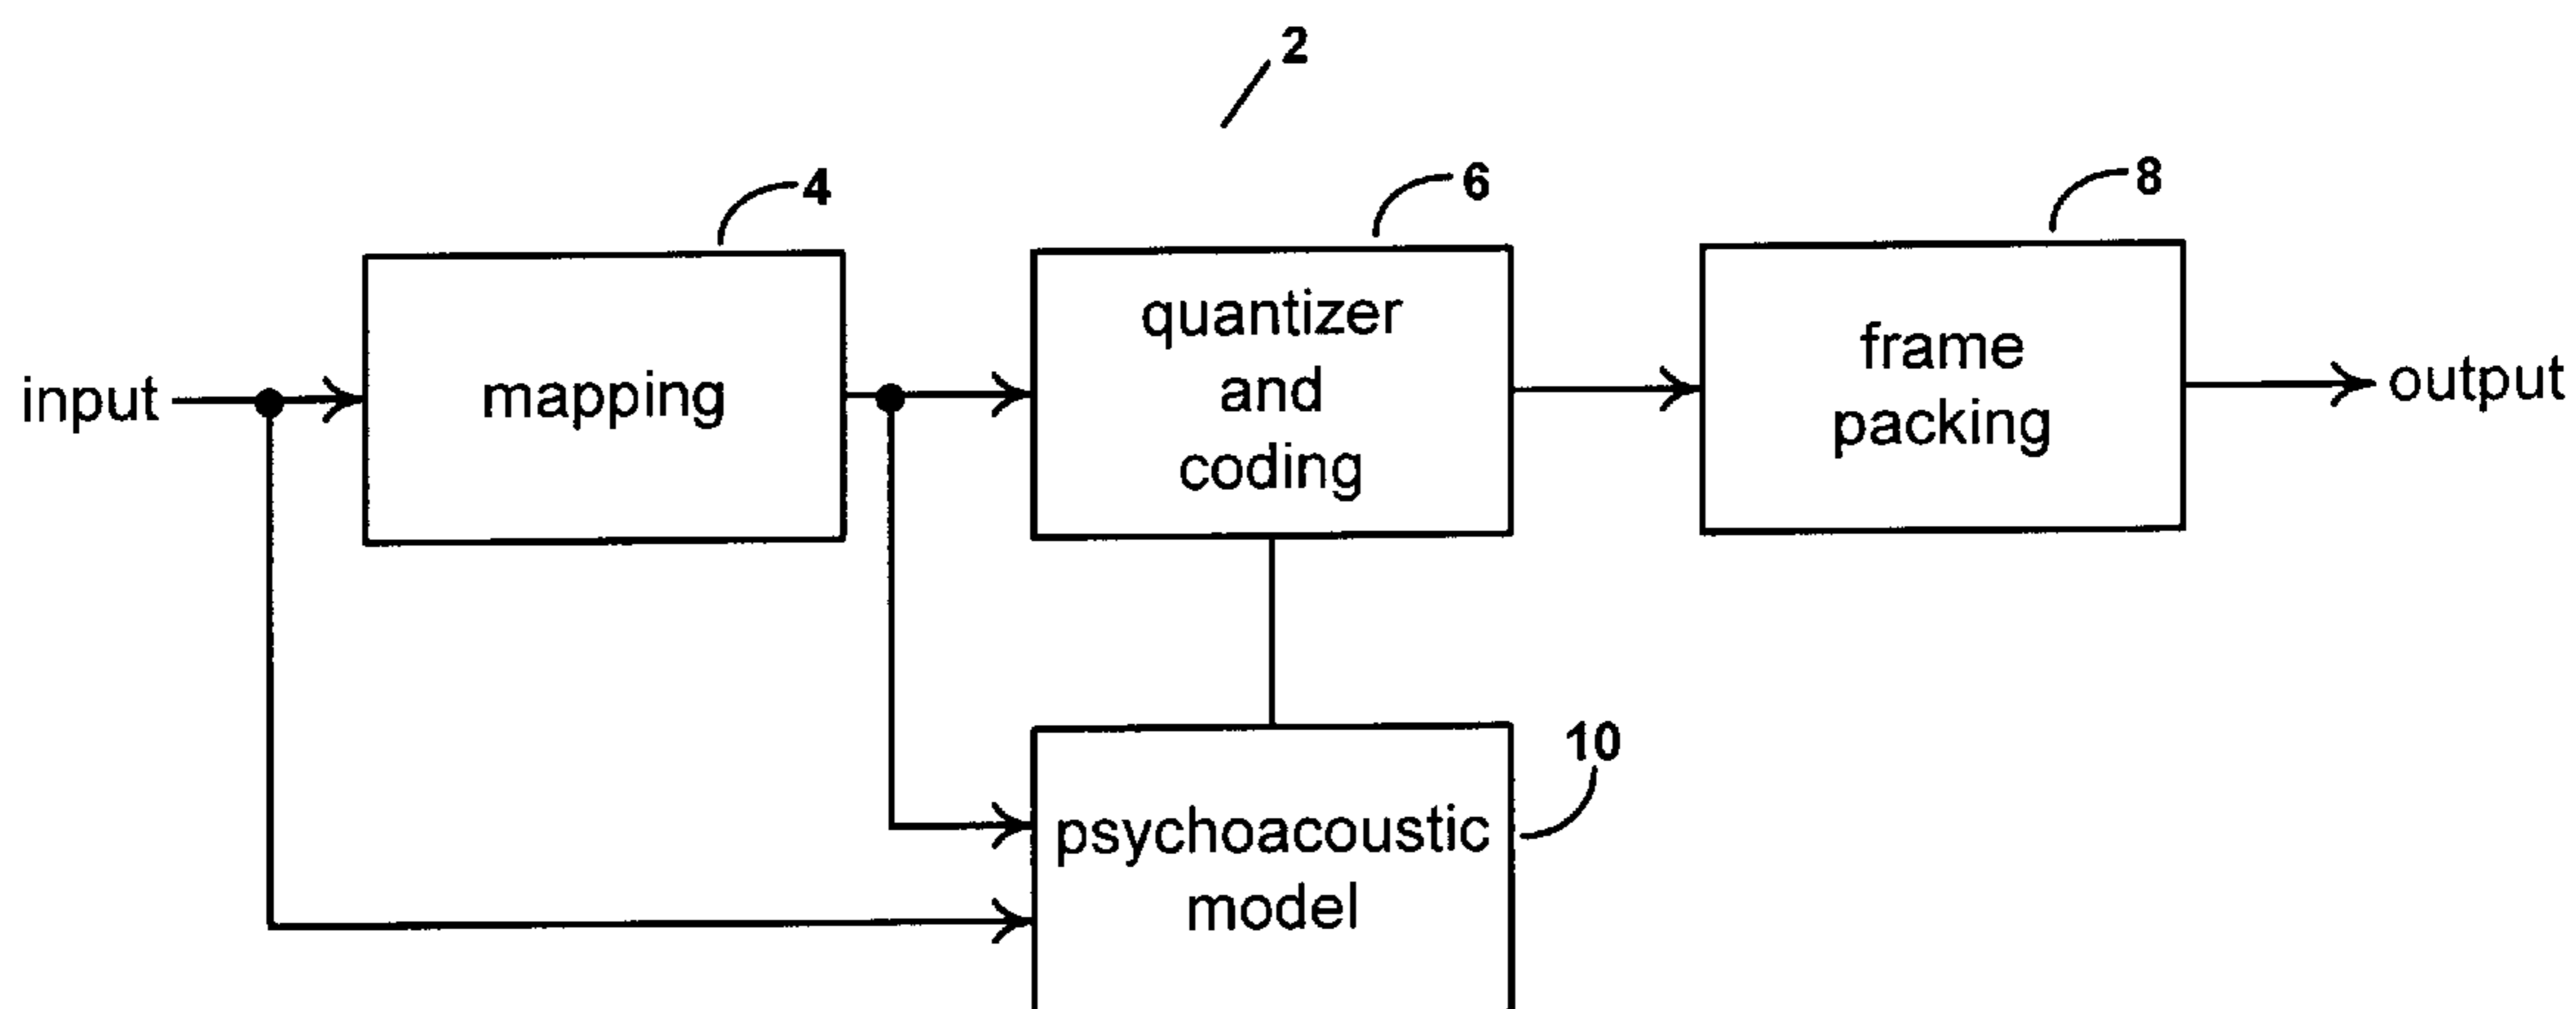 2
4
6
8
input
mapping
quantizer
and
coding
frame
packing
output
10
psychoacoustic
model